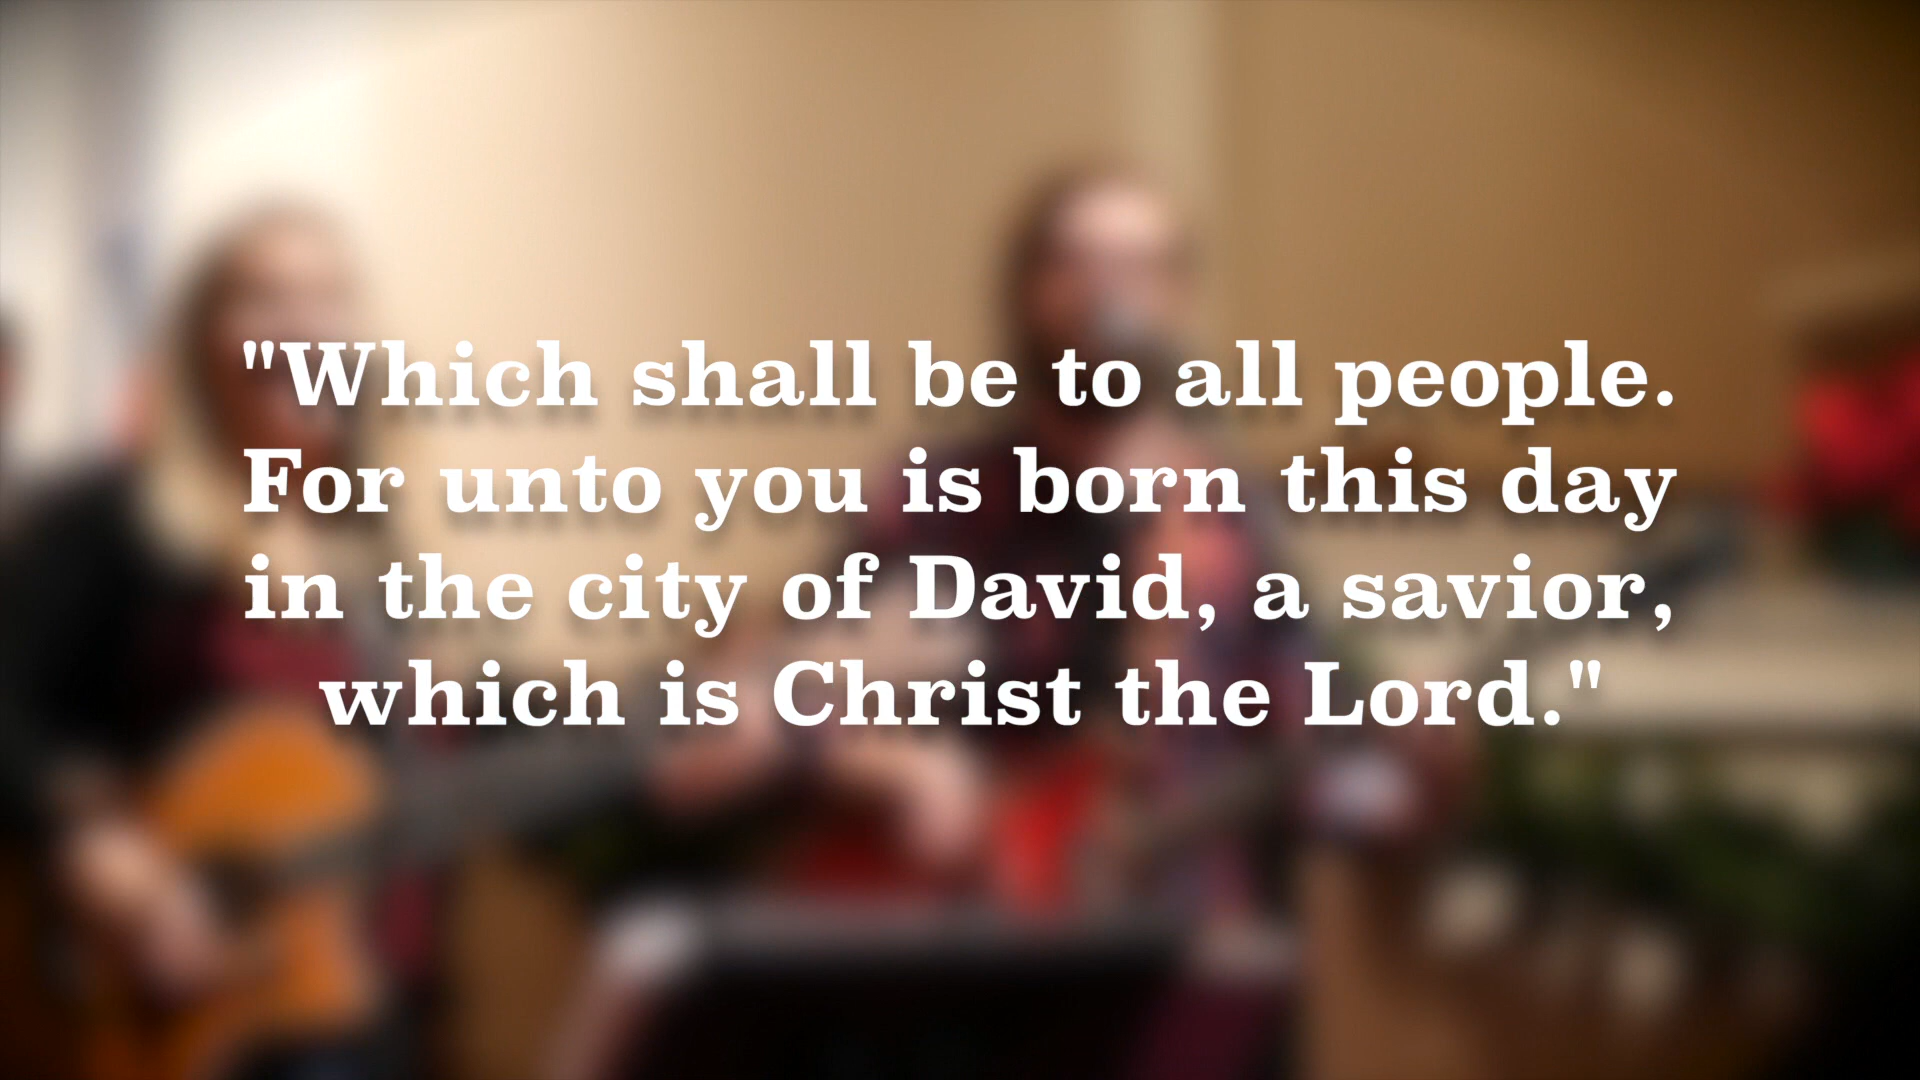 "Which shall be to all people.
For unto you is born this day
in the city of David, a savior,
which is Christ the Lord."